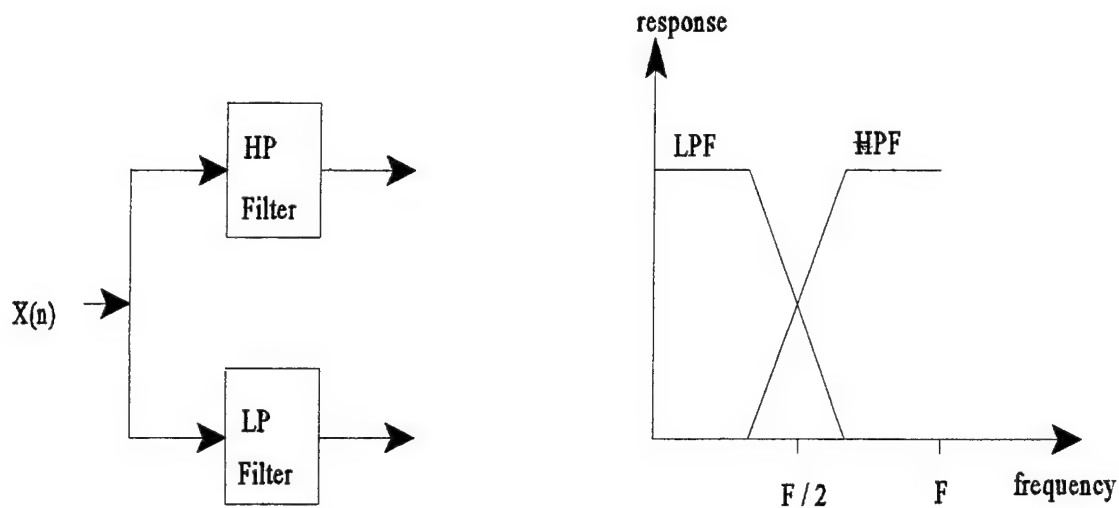 response
HP
Filter
LPF
HPF
X(n)
LP
Filter
F / 2
F
frequency